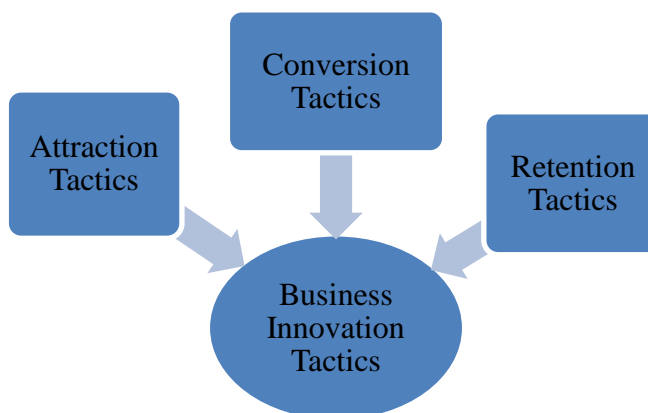 Conversion
Tactics
Attraction
Tactics
Retention
Tactics
Business
Innovation
Tactics